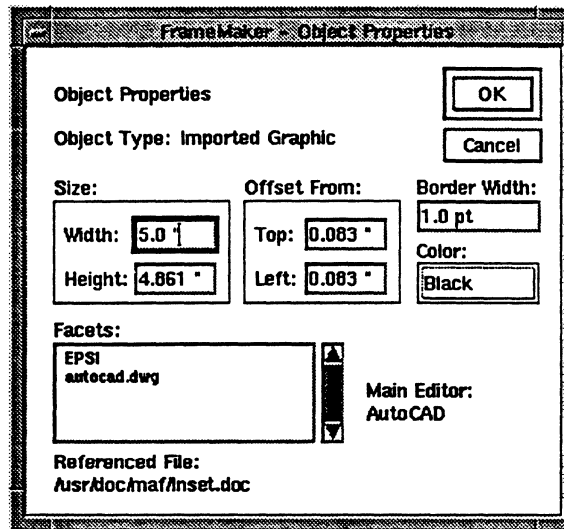 FrameMaker - Object Properties
Object Properties
OK
Object Type: Imported Graphic
Cancel
Size:
Offset From:
Border Width:
Width: 5.0 "
Top: 0.083 "
1.0 pt
Color:
Height: 4.861 "
Left: 0.083 "
Black
Facets:
EPSI
autocad.dwg
Main Editor:
AutoCAD
Referenced File:
/usr/doc/maf/inset.doc